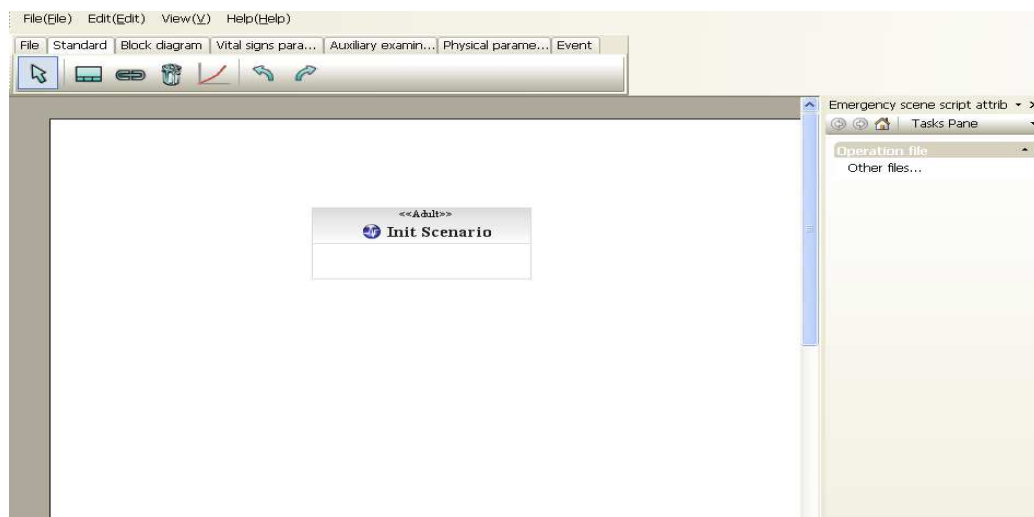 File(File) Edit(Edit) View(V) Help(Help)
File Standard Block diagram Vital signs para... Auxiliary examin... Physical parame... Event
Emergency scene script attrib
Tasks Pane
Operation file
Other files...
<<Adult>>
Init Scenario